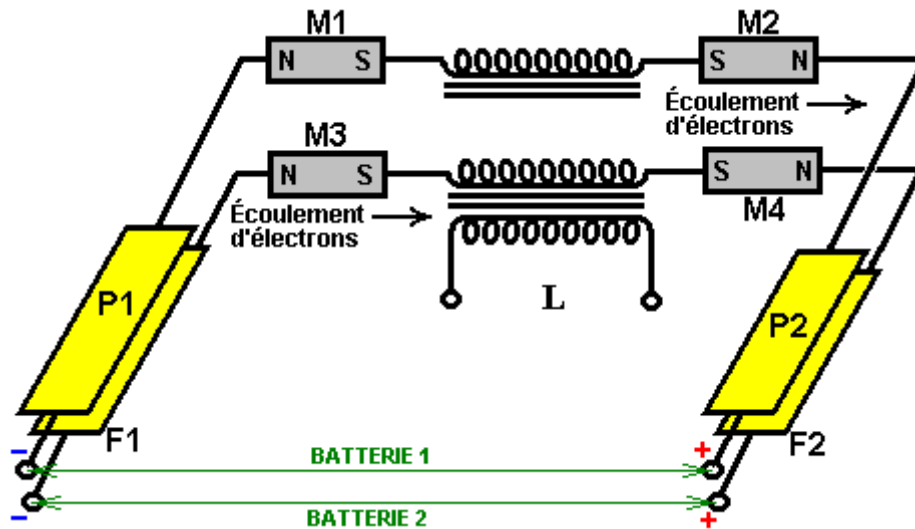 M1
M2
N S
S N
Écoulement
d'électrons
M3
N S
S N
M4
Écoulement
d'électrons
L
P1
P2
F1
F2
− +
BATTERIE 1
BATTERIE 2
− +